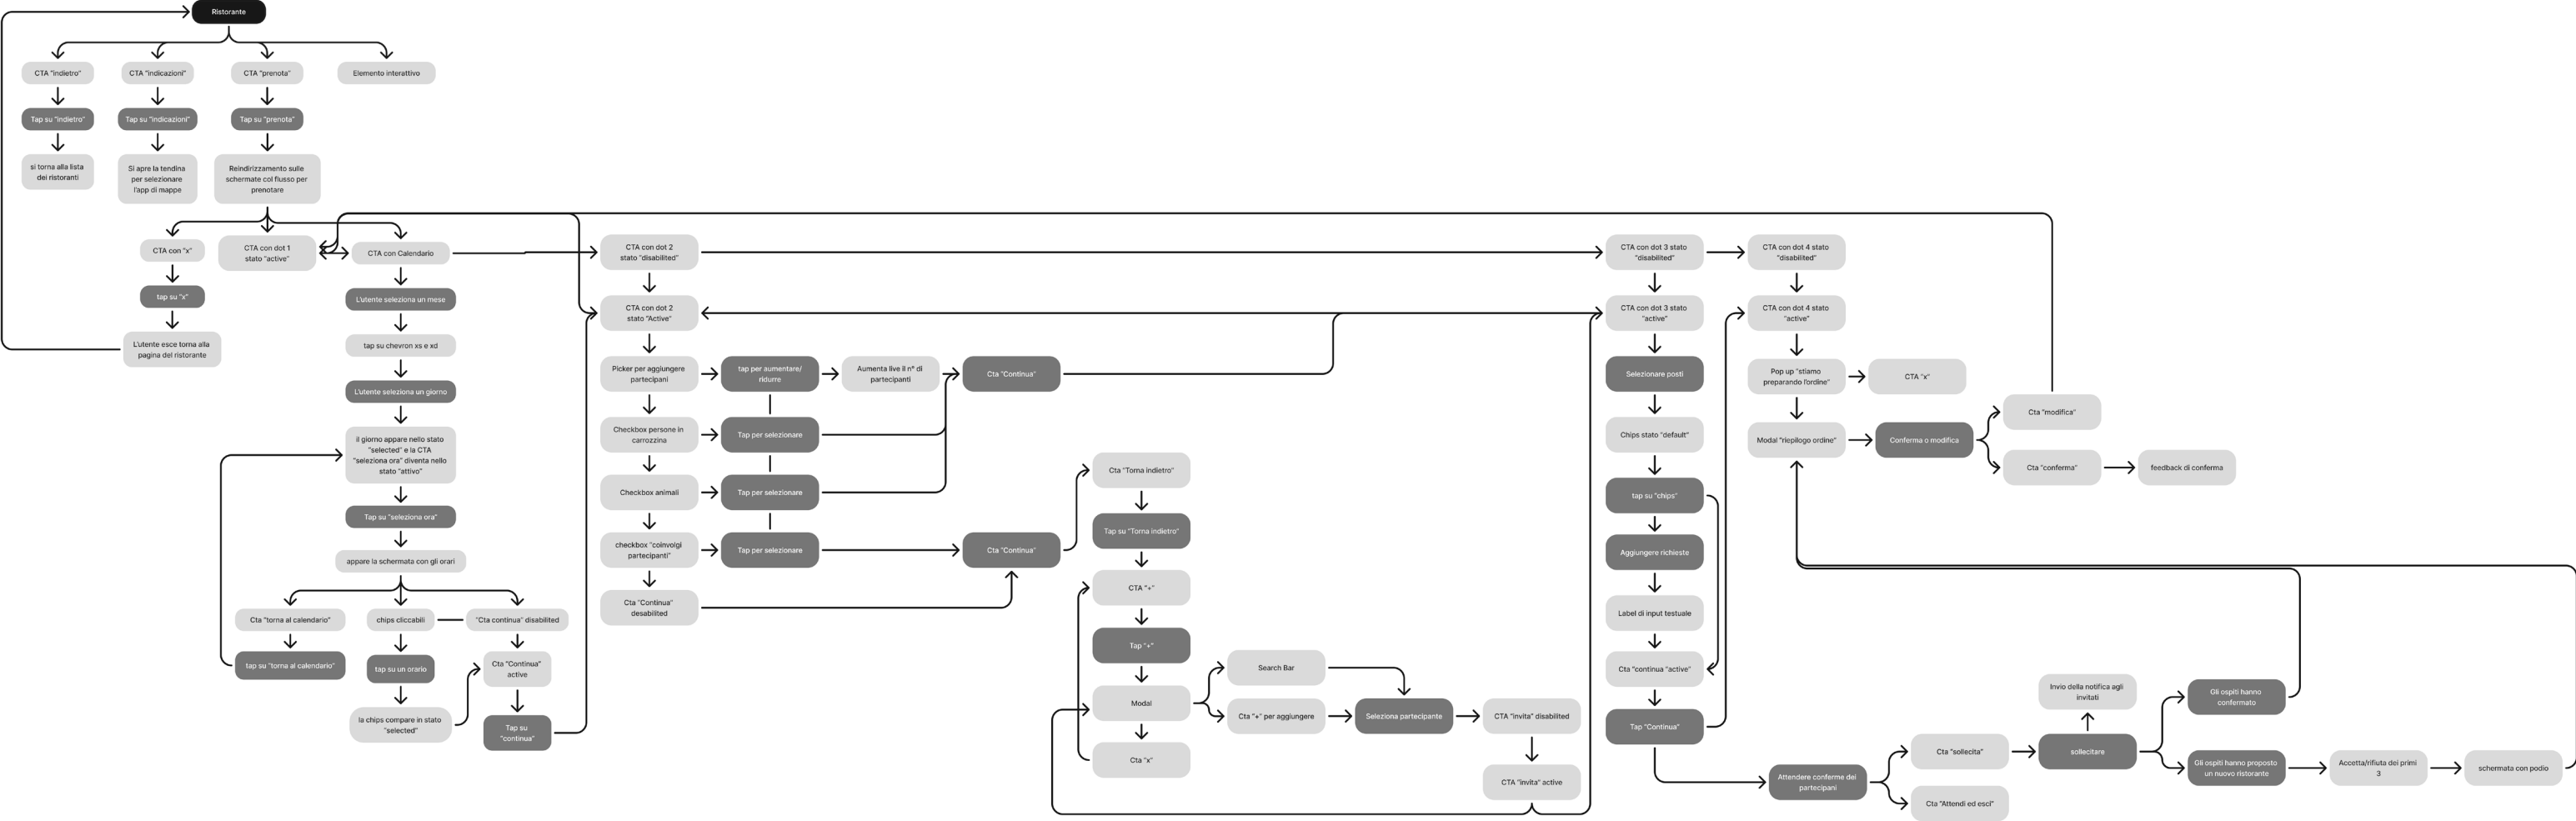 Ristorante
CTA "indietro"
CTA "indicazioni"
CTA "prenota"
Elemento interattivo
Tap su "indietro"
Tap su "indicazioni"
Tap su "prenota"
si torna alla lista
dei ristoranti
Si apre la tendina
per selezionare
l'app di mappe
Reindirizzamento sulle
schermate col flusso per
prenotare
CTA con "x"
tap su "x"
L'utente esce torna alla
pagina del ristorante
CTA con dot 1
stato "active"
CTA con Calendario
L'utente seleziona un mese
tap su chevron xs e xd
L'utente seleziona un giorno
il giorno appare nello stato
"selected" e la CTA
"seleziona ora" diventa nello
stato "attivo"
Tap su "seleziona ora"
appare la schermata con gli orari
Cta "torna al calendario"
tap su "torna al calendario"
chips cliccabili
tap su un orario
la chips compare in stato
"selected"
"Cta continua" disabilited
Cta "Continua"
active
Tap su
"continua"
CTA con dot 2
stato "disabilited"
CTA con dot 2
stato "Active"
Picker per aggiungere
partecipani
tap per aumentare/
ridurre
Aumenta live il n° di
partecipanti
Cta "Continua"
Checkbox persone in
carrozzina
Tap per selezionare
Checkbox animali
Tap per selezionare
checkbox "coinvolgi
partecipanti"
Tap per selezionare
Cta "Continua"
Cta "Continua"
desabilited
Cta "Torna indietro"
Tap su "Torna indietro"
CTA "+"
Tap "+"
Modal
Cta "x"
Search Bar
Cta "+" per aggiungere
Seleziona partecipante
CTA "invita" disabilited
CTA "invita" active
CTA con dot 3 stato
"disabilited"
CTA con dot 3 stato
"active"
Selezionare posti
Chips stato "default"
tap su "chips"
Aggiungere richieste
Label di input testuale
Cta "continua "active"
Tap "Continua"
CTA con dot 4 stato
"disabilited"
CTA con dot 4 stato
"active"
Pop up "stiamo
preparando l'ordine"
CTA "x"
Modal "riepilogo ordine"
Conferma o modifica
Cta "modifica"
Cta "conferma"
feedback di conferma
Attendere conferme dei
partecipani
Cta "sollecita"
Cta "Attendi ed esci"
sollecitare
Invio della notifica agli
invitati
Gli ospiti hanno
confermato
Gli ospiti hanno proposto
un nuovo ristorante
Accetta/rifiuta dei primi
3
schermata con podio